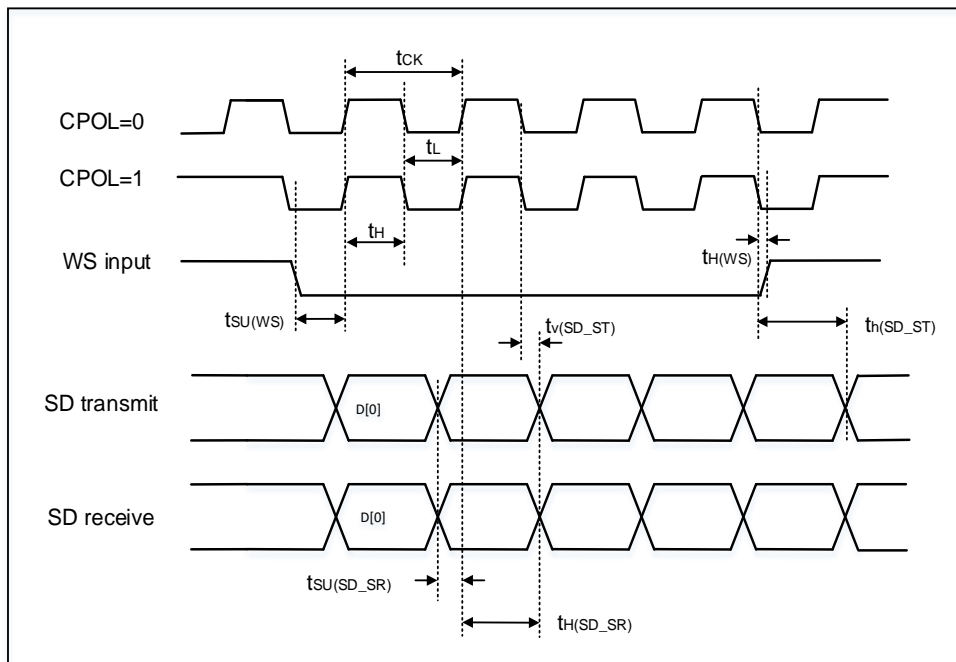 tCK
CPOL=0
tL
CPOL=1
tH
WS input
tH(WS)
tSU(WS)
tv(SD_ST)
th(SD_ST)
SD transmit
D[0]
SD receive
D[0]
tSU(SD_SR)
tH(SD_SR)